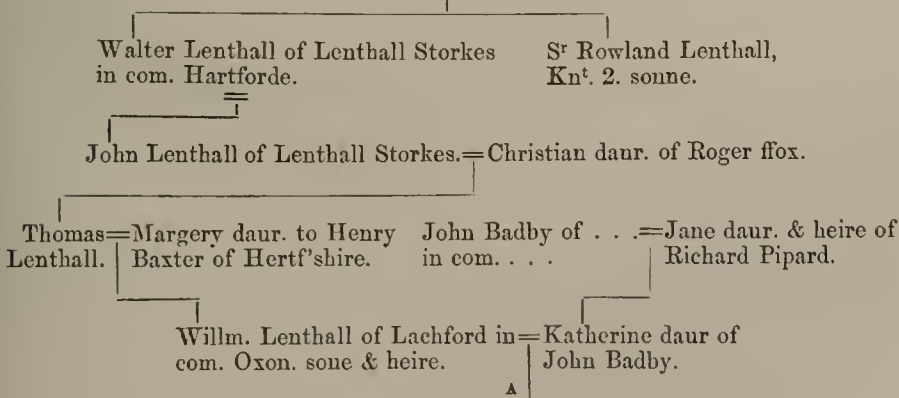 Walter Lenthall of Lenthall Storkes
in com. Hartforde.
Sr Rowland Lenthall,
Knt. 2. sonne.
John Lenthall of Lenthall Storkes.=Christian daur. of Roger ffox.
Thomas=Margery daur. to Henry
Lenthall. Baxter of Hertf'shire.
John Badby of . . .=Jane daur. & heire of
in com. . . . Richard Pipard.
Willm. Lenthall of Lachford in=Katherine daur of
com. Oxon. sone & heire. John Badby.
A